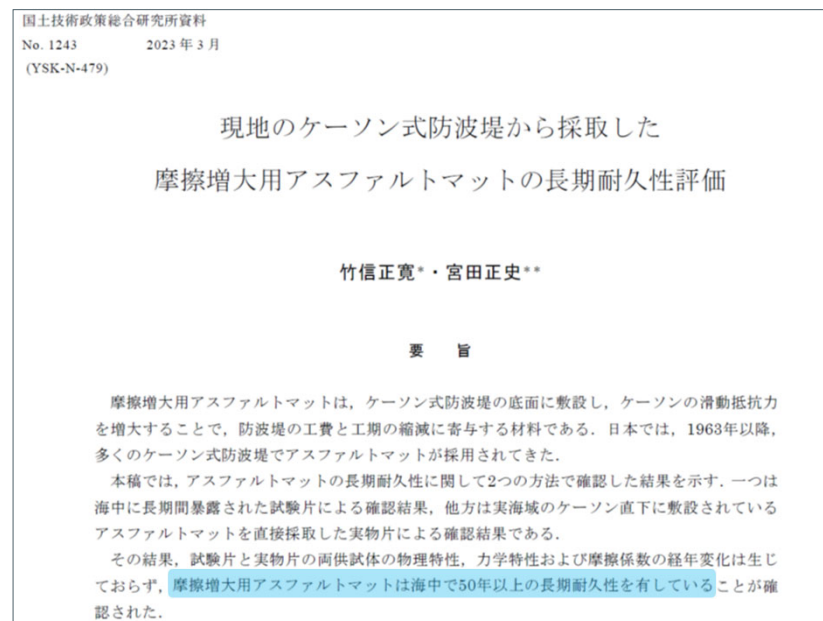 国土技術政策総合研究所資料
No. 1243 2023 年 3 月
(YSK-N-479)
現地のケーソン式防波堤から採取した
摩擦増大用アスファルトマットの長期耐久性評価
竹信正寛*・宮田正史**
要 旨
摩擦増大用アスファルトマットは，ケーソン式防波堤の底面に敷設し，ケーソンの滑動抵抗力
を増大することで，防波堤の工費と工期の縮減に寄与する材料である．日本では，1963年以降，
多くのケーソン式防波堤でアスファルトマットが採用されてきた．
本稿では，アスファルトマットの長期耐久性に関して2つの方法で確認した結果を示す．一つは
海中に長期間暴露された試験片による確認結果，他方は実海域のケーソン直下に敷設されている
アスファルトマットを直接採取した実物片による確認結果である．
その結果，試験片と実物片の両供試体の物理特性，力学特性および摩擦係数の経年変化は生じ
ておらず，摩擦増大用アスファルトマットは海中で50年以上の長期耐久性を有していることが確
認された．